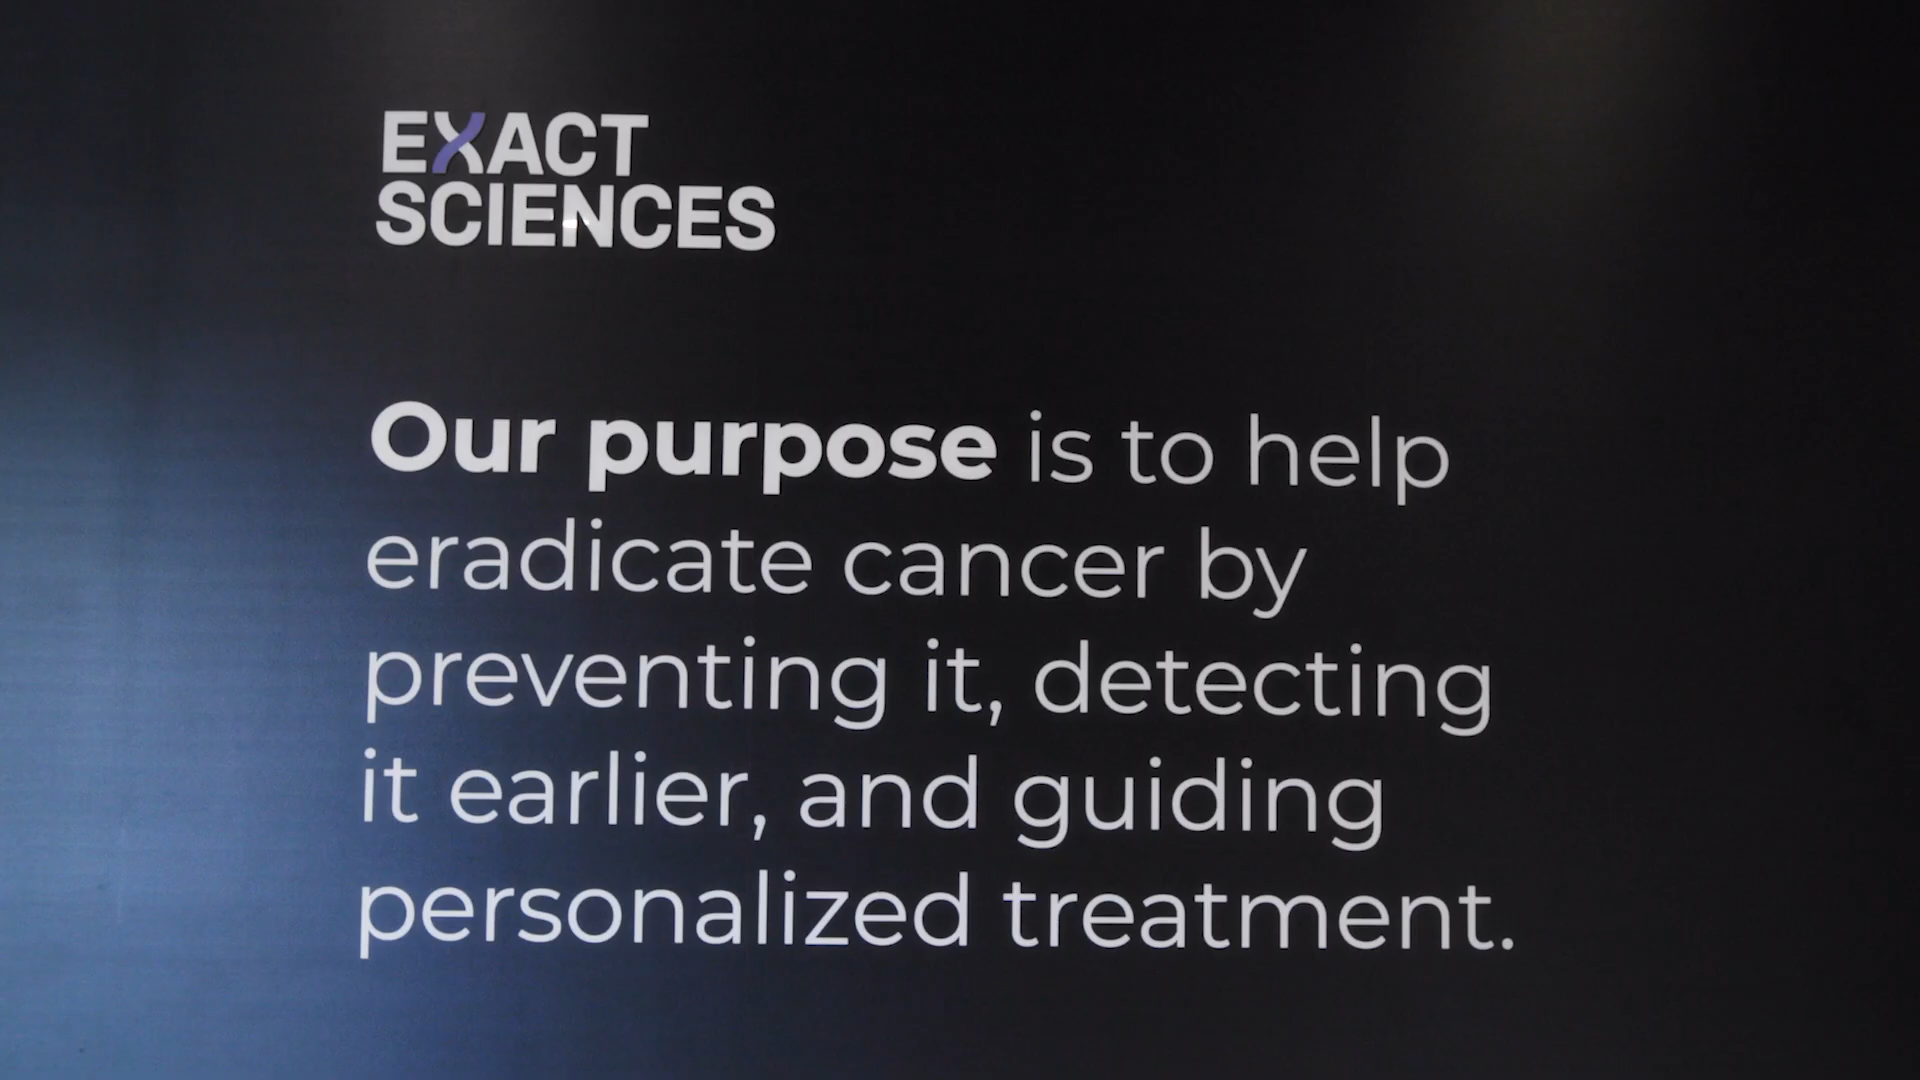 EXACT
SCIENCES
Our purpose is to help
eradicate cancer by
preventing it, detecting
it earlier, and guiding
personalized treatment.